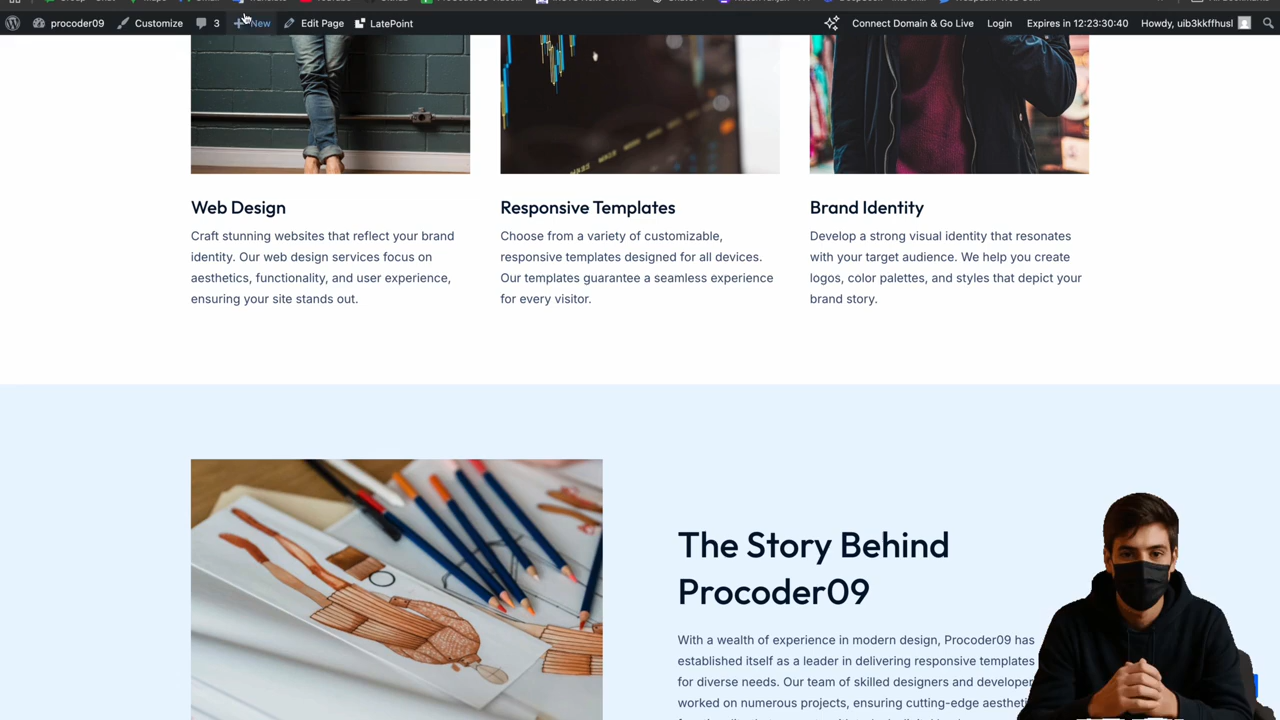 procoder09 Customize 3 New Edit Page LatePoint Connect Domain & Go Live Login Expires in 12:23:30:40 Howdy, uib3kkffhusl
Web Design
Craft stunning websites that reflect your brand
identity. Our web design services focus on
aesthetics, functionality, and user experience,
ensuring your site stands out.
Responsive Templates
Choose from a variety of customizable,
responsive templates designed for all devices.
Our templates guarantee a seamless experience
for every visitor.
Brand Identity
Develop a strong visual identity that resonates
with your target audience. We help you create
logos, color palettes, and styles that depict your
brand story.
The Story Behind
Procoder09
With a wealth of experience in modern design, Procoder09 has
established itself as a leader in delivering responsive templates
for diverse needs. Our team of skilled designers and developer
worked on numerous projects, ensuring cutting-edge aestheti